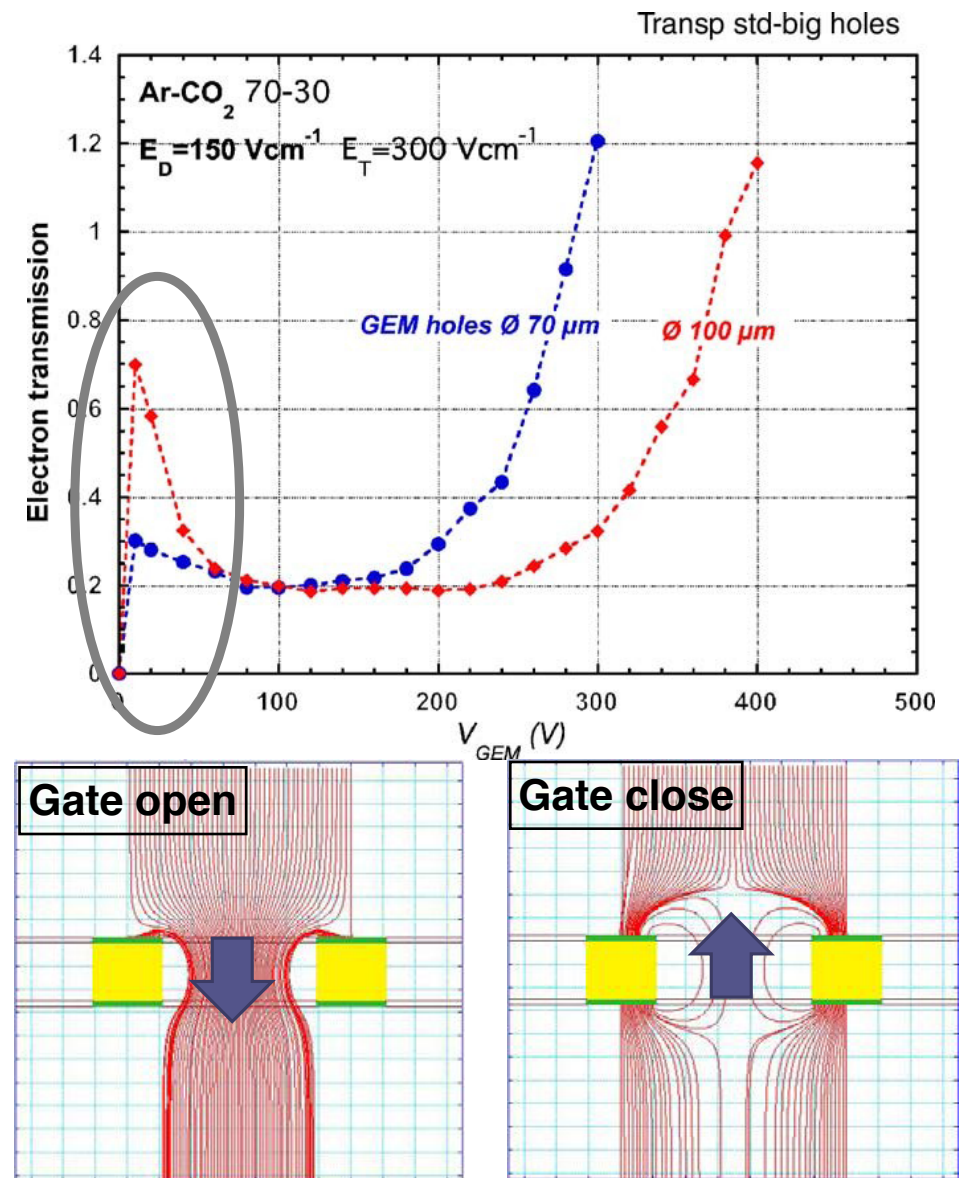 Transp std-big holes
1.4
Ar-CO2 70-30
1.2
ED=150 Vcm-1 ET=300 Vcm-1
1
0.8
GEM holes Ø 70 µm
Ø 100 µm
Electron transmission
0.6
0.4
0.2
0
0
100
200
300
400
500
VGEM (V)
Gate open
Gate close